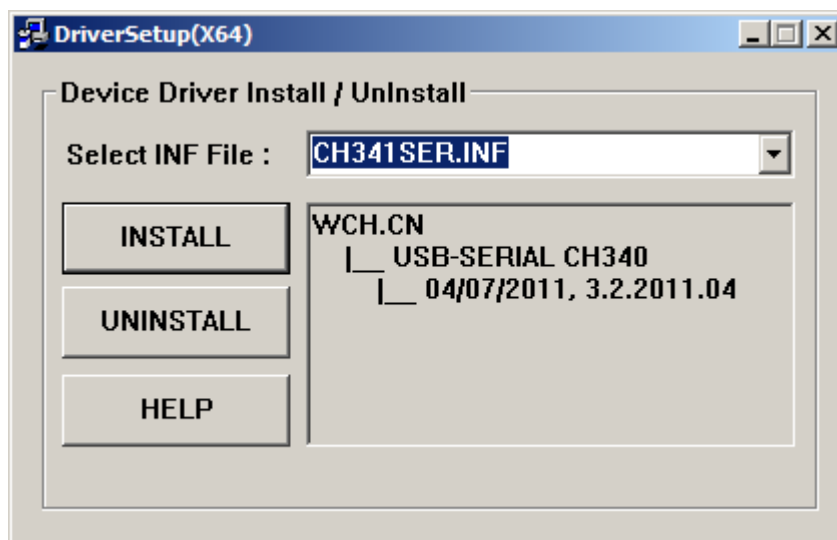 DriverSetup(X64)
Device Driver Install / UnInstall
Select INF File :
CH341SER.INF
INSTALL
WCH.CN
|__ USB-SERIAL CH340
|__ 04/07/2011, 3.2.2011.04
UNINSTALL
HELP